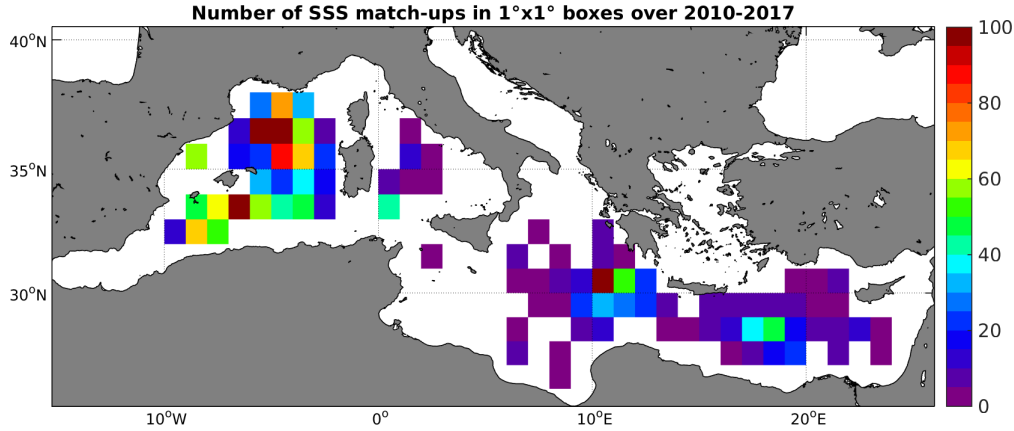 Number of SSS match-ups in 1°x1° boxes over 2010-2017
40°N
35°N
30°N
10°W
0°
10°E
20°E
100
80
60
40
20
0